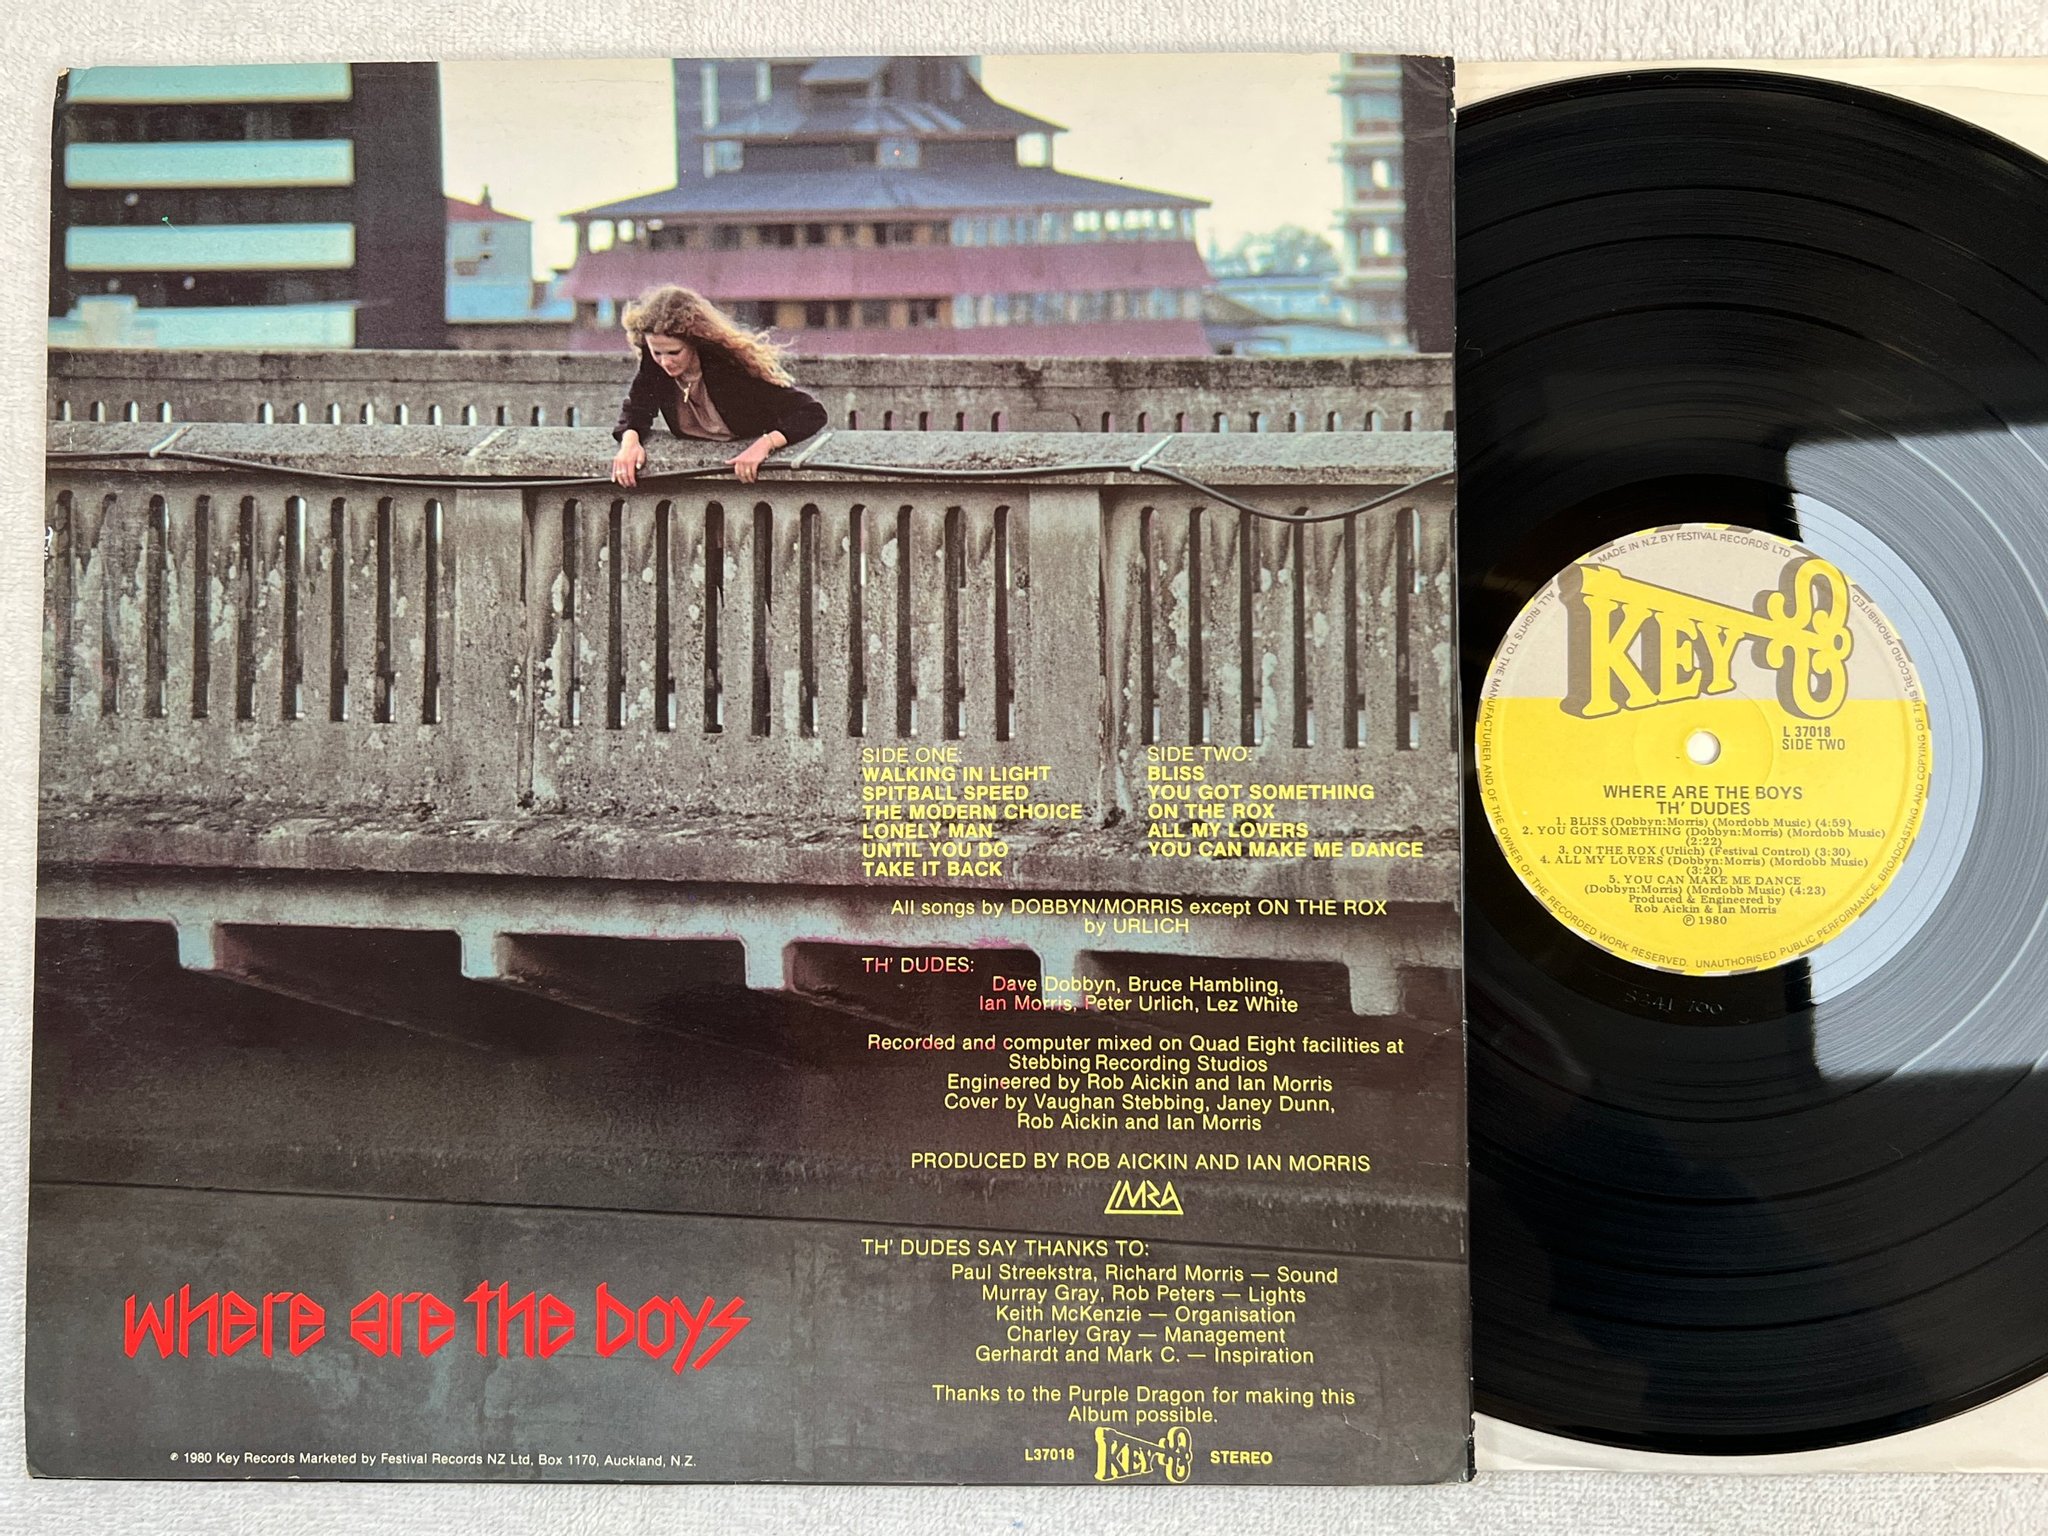 SIDE ONE:
WALKING IN LIGHT
SPITBALL SPEED
THE MODERN CHOICE
LONELY MAN
UNTIL YOU DO
TAKE IT BACK
SIDE TWO:
BLISS
YOU GOT SOMETHING
ON THE ROX
ALL MY LOVERS
YOU CAN MAKE ME DANCE
All songs by DOBBYN/MORRIS except ON THE ROX
by URLICH
TH' DUDES:
Dave Dobbyn, Bruce Hambling,
Ian Morris, Peter Urlich, Lez White
Recorded and computer mixed on Quad Eight facilities at
Stebbing Recording Studios
Engineered by Rob Aickin and Ian Morris
Cover by Vaughan Stebbing, Janey Dunn,
Rob Aickin and Ian Morris
PRODUCED BY ROB AICKIN AND IAN MORRIS
TH' DUDES SAY THANKS TO:
Paul Streekstra, Richard Morris — Sound
Murray Gray, Rob Peters — Lights
Keith McKenzie — Organisation
Charley Gray — Management
Gerhardt and Mark C. — Inspiration
Thanks to the Purple Dragon for making this
Album possible.
L37018 KEY STEREO
where are the boys
℗ 1980 Key Records Marketed by Festival Records NZ Ltd, Box 1170, Auckland, N.Z.
MADE IN N.Z. BY FESTIVAL RECORDS LTD
ALL RIGHTS TO THE MANUFACTURER AND OF THE OWNER OF THE RECORDED WORK RESERVED. UNAUTHORISED PUBLIC PERFORMANCE, BROADCASTING AND COPYING OF THIS RECORD PROHIBITED
KEY
L 37018
SIDE TWO
WHERE ARE THE BOYS
TH' DUDES
1. BLISS (Dobbyn:Morris) (Mordobb Music) (4:59)
2. YOU GOT SOMETHING (Dobbyn:Morris) (Mordobb Music)
(2:22)
3. ON THE ROX (Urlich) (Festival Control) (3:30)
4. ALL MY LOVERS (Dobbyn:Morris) (Mordobb Music)
(3:20)
5. YOU CAN MAKE ME DANCE
(Dobbyn:Morris) (Mordobb Music) (4:23)
Produced & Engineered by
Rob Aickin & Ian Morris
℗ 1980